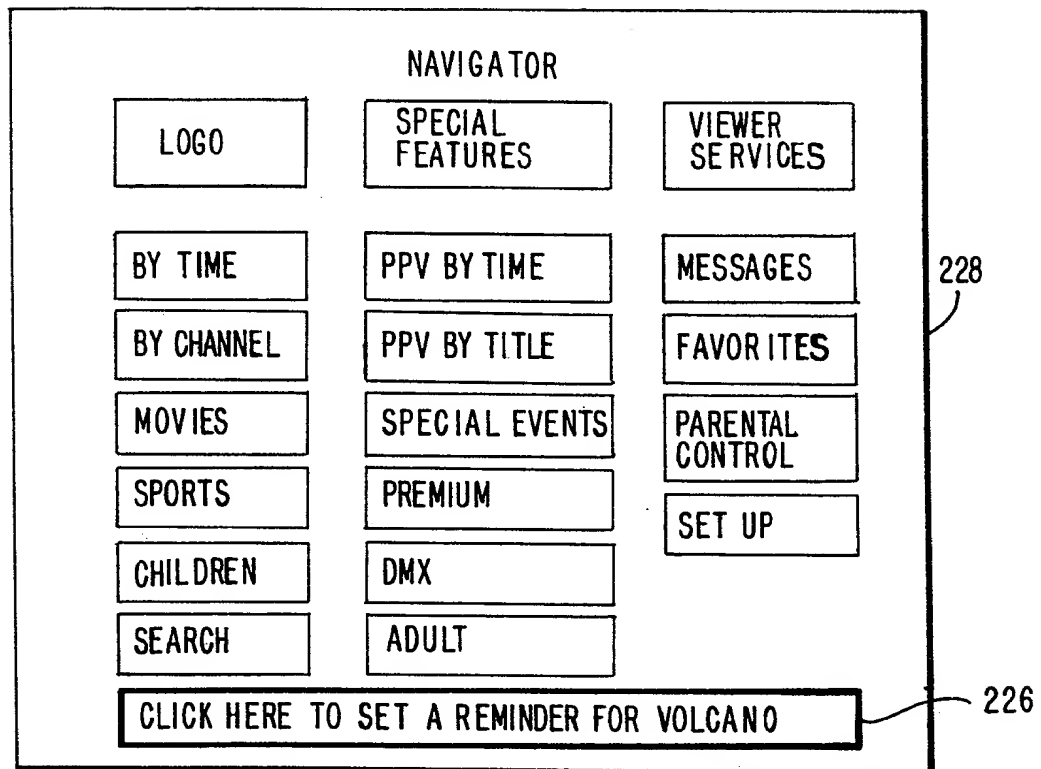 NAVIGATOR
LOGO
SPECIAL
FEATURES
VIEWER
SERVICES
BY TIME
PPV BY TIME
MESSAGES
BY CHANNEL
PPV BY TITLE
FAVORITES
MOVIES
SPECIAL EVENTS
PARENTAL
CONTROL
SPORTS
PREMIUM
SET UP
CHILDREN
DMX
SEARCH
ADULT
CLICK HERE TO SET A REMINDER FOR VOLCANO
228
226